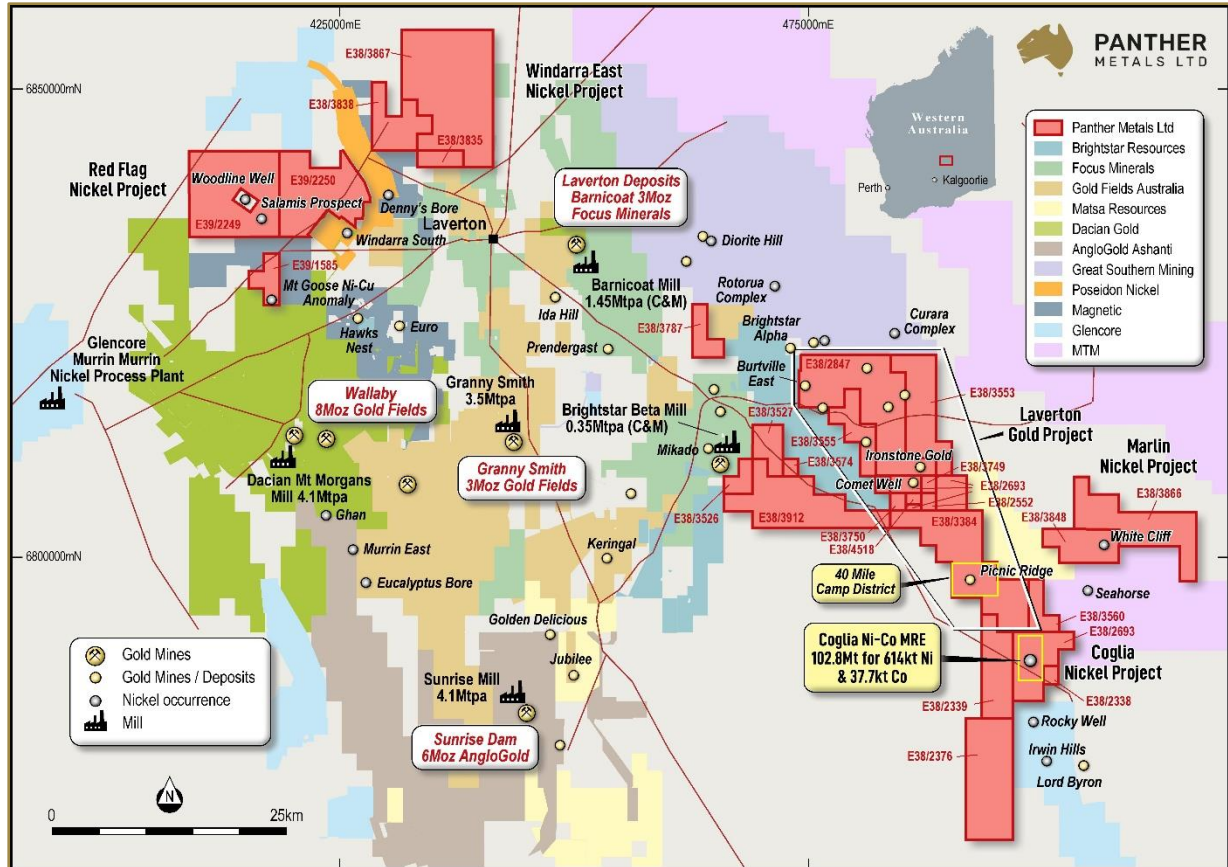 425000mE
475000mE
6850000mN
6800000mN
PANTHER
METALS LTD
Western
Australia
Perth
Kalgoorlie
Panther Metals Ltd
Brightstar Resources
Focus Minerals
Gold Fields Australia
Matsa Resources
Dacian Gold
AngloGold Ashanti
Great Southern Mining
Poseidon Nickel
Magnetic
Glencore
MTM
E38/3867
Windarra East
Nickel Project
E38/3838
E38/3835
Red Flag
Nickel Project
Woodline Well
E39/2250
Salamis Prospect
E39/2249
Denny's Bore
Laverton
Windarra South
E39/1585
Mt Goose Ni-Cu
Anomaly
Laverton Deposits
Barnicoat 3Moz
Focus Minerals
Barnicoat Mill
1.45Mtpa (C&M)
Diorite Hill
Rotorua
Complex
Curara
Complex
Ida Hill
Hawks
Nest
Euro
Prendergast
E38/3787
Brightstar
Alpha
Burtville
East
E38/2847
E38/3553
Laverton
Gold Project
Glencore
Murrin Murrin
Nickel Process Plant
Wallaby
8Moz Gold Fields
Granny Smith
3.5Mtpa
Brightstar Beta Mill
0.35Mtpa (C&M)
E38/3527
E38/3555
Mikado
E38/3574
Ironstone Gold
Comet Well
E38/3749
E38/2693
E38/2552
Marlin
Nickel Project
E38/3866
Dacian Mt Morgans
Mill 4.1Mtpa
Granny Smith
3Moz Gold Fields
Ghan
E38/3526
E38/3912
E38/3750
E38/4518
E38/3384
E38/3848
White Cliff
Murrin East
Eucalyptus Bore
Keringal
40 Mile
Camp District
Picnic Ridge
Seahorse
E38/3560
E38/2693
Golden Delicious
Jubilee
Coglia Ni-Co MRE
102.8Mt for 614kt Ni
& 37.7kt Co
Coglia
Nickel Project
E38/2338
Sunrise Mill
4.1Mtpa
E38/2339
Sunrise Dam
6Moz AngloGold
Rocky Well
E38/2376
Irwin Hills
Lord Byron
Gold Mines
Gold Mines / Deposits
Nickel occurrence
Mill
N
0
25km